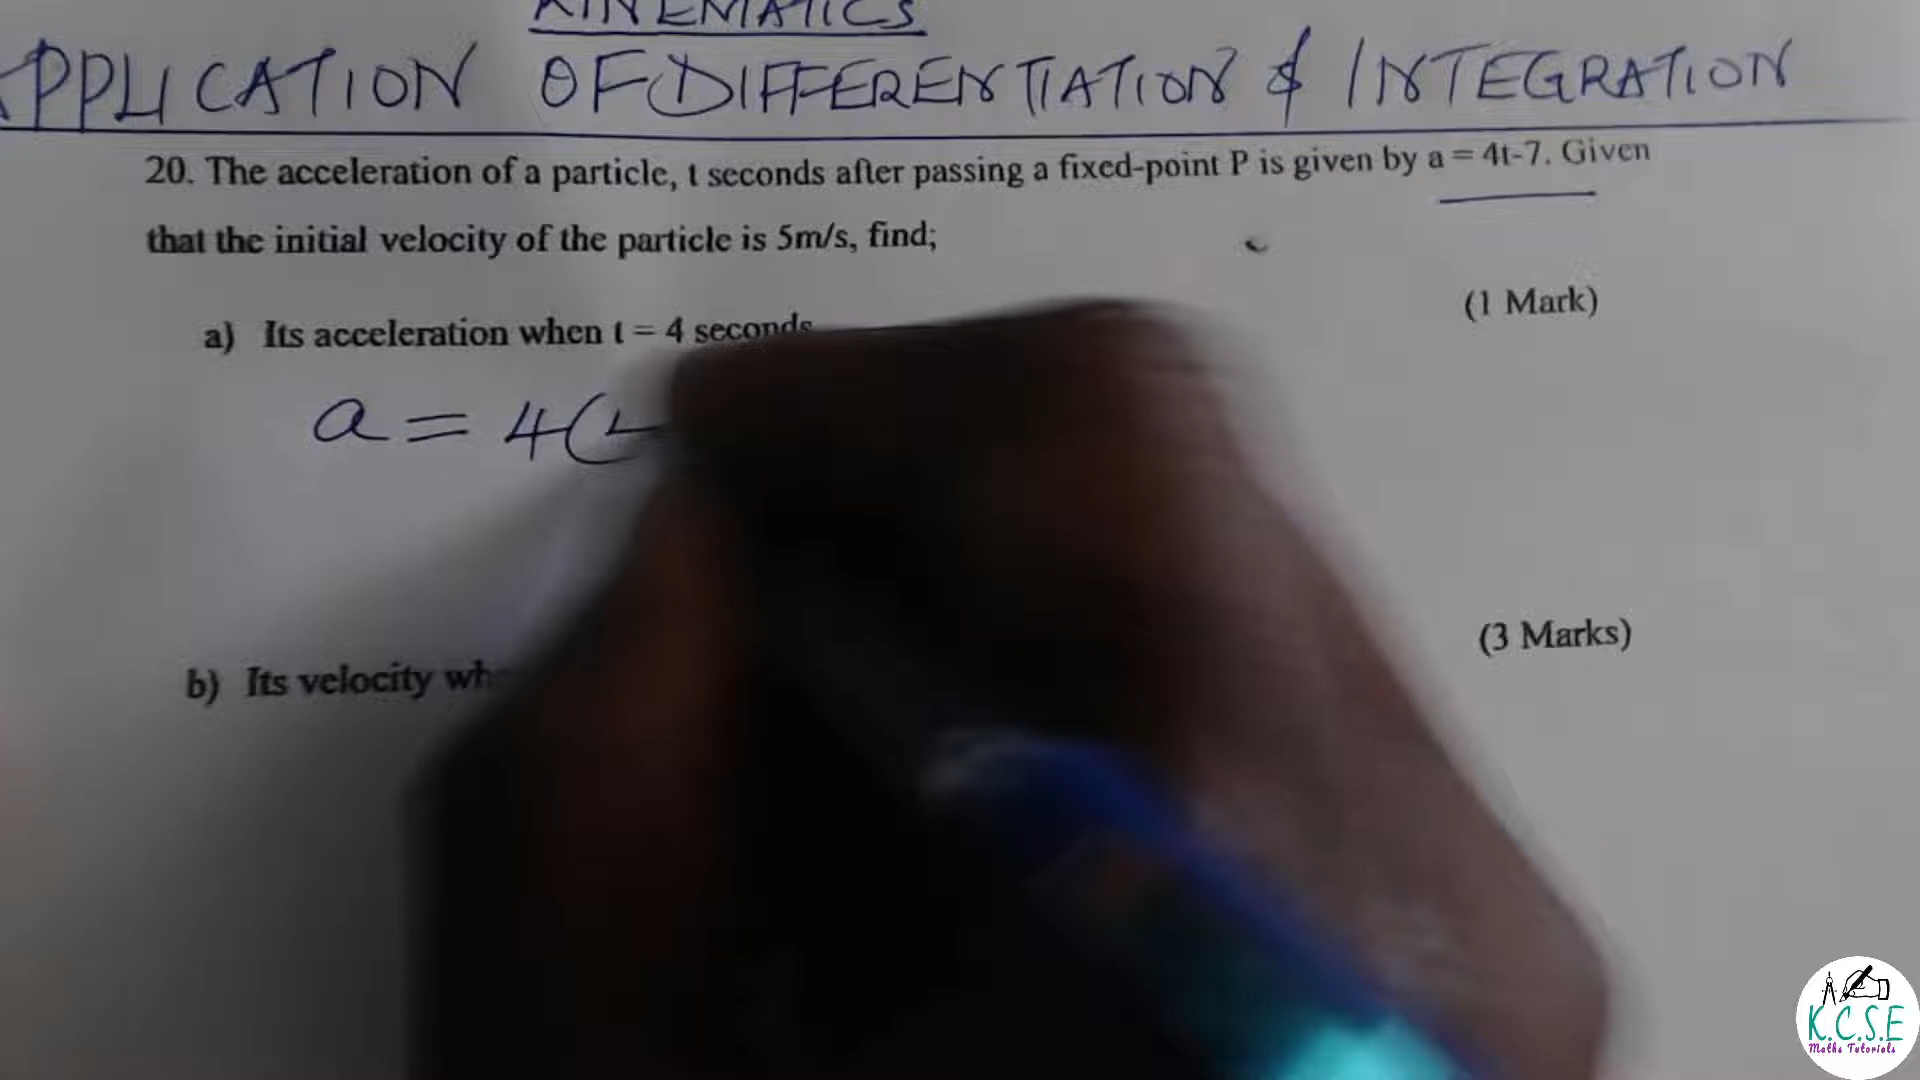 KINEMATICS
APPLICATION OF DIFFERENTIATION & INTEGRATION
20. The acceleration of a particle, t seconds after passing a fixed-point P is given by a = 4t-7. Given
that the initial velocity of the particle is 5m/s, find;
a) Its acceleration when t = 4 seconds (1 Mark)
a = 4(4
b) Its velocity (3 Marks)
K.C.S.E
Maths Tutorials